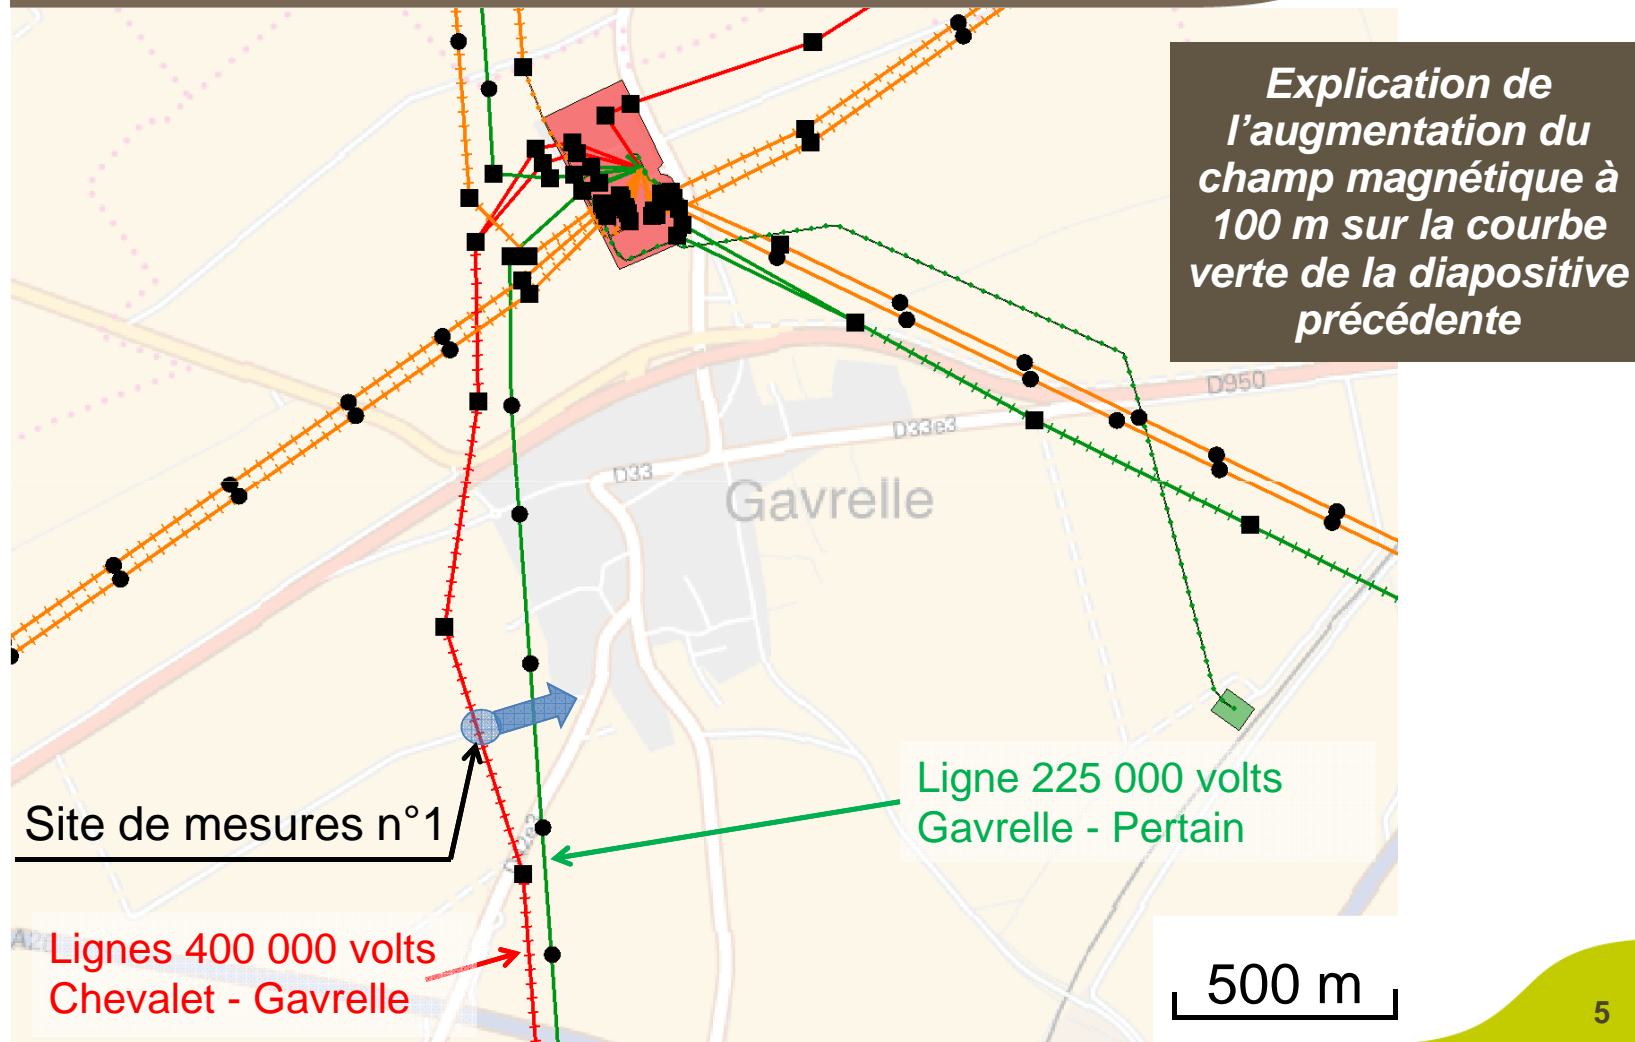 Explication de
l'augmentation du
champ magnétique à
100 m sur la courbe
verte de la diapositive
précédente
D950
D33e3
D33
Gavrelle
Ligne 225 000 volts
Gavrelle - Pertain
Site de mesures n°1
Lignes 400 000 volts
Chevalet - Gavrelle
500 m
5